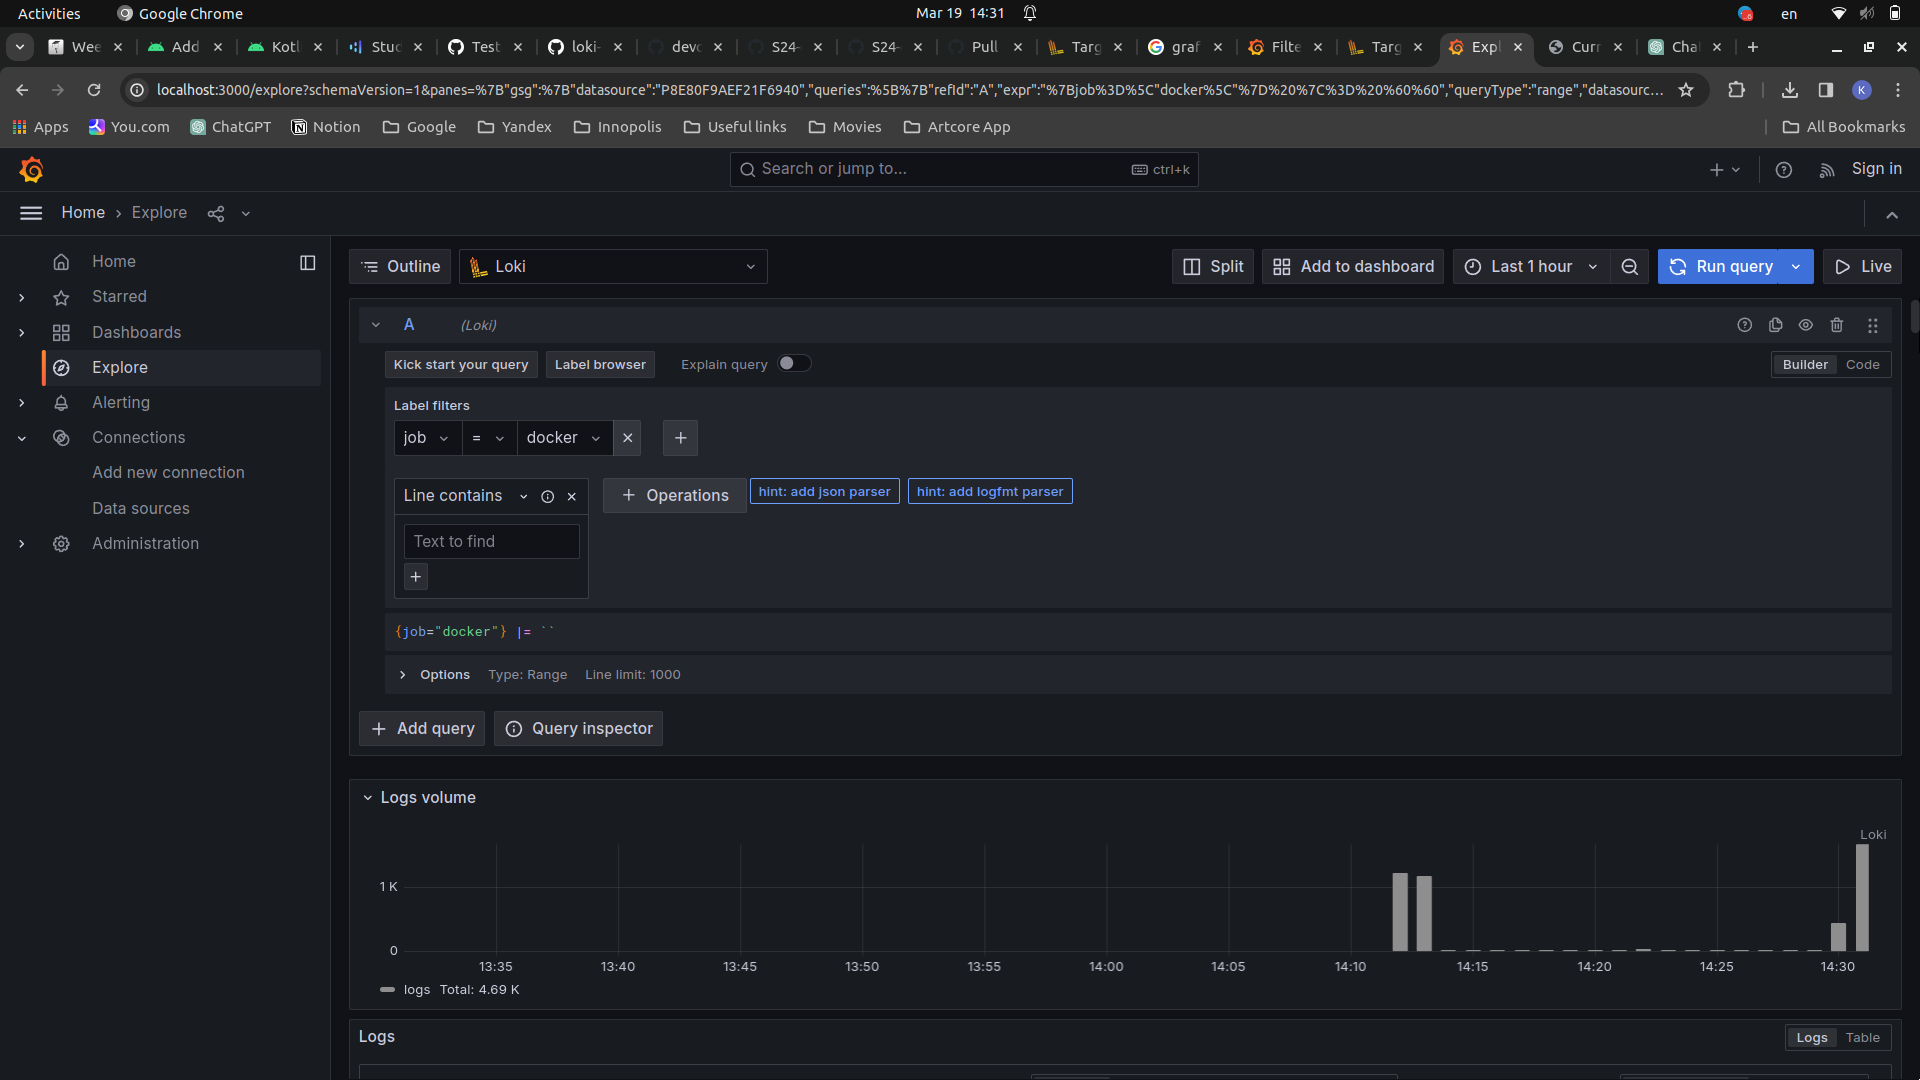 Activities
Google Chrome
Mar 19 14:31
en
Wee
Add
Kotl
Stuc
Test
loki-
devo
S24-
S24-
Pull
Targ
graf
Filte
Targ
Expl
Curr
Chat
localhost:3000/explore?schemaVersion=1&panes=%7B"gsg":%7B"datasource":"P8E80F9AEF21F6940","queries":%5B%7B"refId":"A","expr":"%7Bjob%3D%5C"docker%5C"%7D%20%7C%3D%20%60%60","queryType":"range","datasourc...
K
Apps
You.com
ChatGPT
Notion
Google
Yandex
Innopolis
Useful links
Movies
Artcore App
All Bookmarks
Search or jump to...
ctrl+k
Sign in
Home › Explore
Home
Starred
Dashboards
Explore
Alerting
Connections
Add new connection
Data sources
Administration
Outline
Loki
Split
Add to dashboard
Last 1 hour
Run query
Live
A (Loki)
Kick start your query
Label browser
Explain query
Builder
Code
Label filters
job
=
docker
Line contains
Operations
hint: add json parser
hint: add logfmt parser
Text to find
{job="docker"} |= ``
Options Type: Range Line limit: 1000
Add query
Query inspector
Logs volume
Loki
1 K
0
13:35 13:40 13:45 13:50 13:55 14:00 14:05 14:10 14:15 14:20 14:25 14:30
logs Total: 4.69 K
Logs
Logs
Table